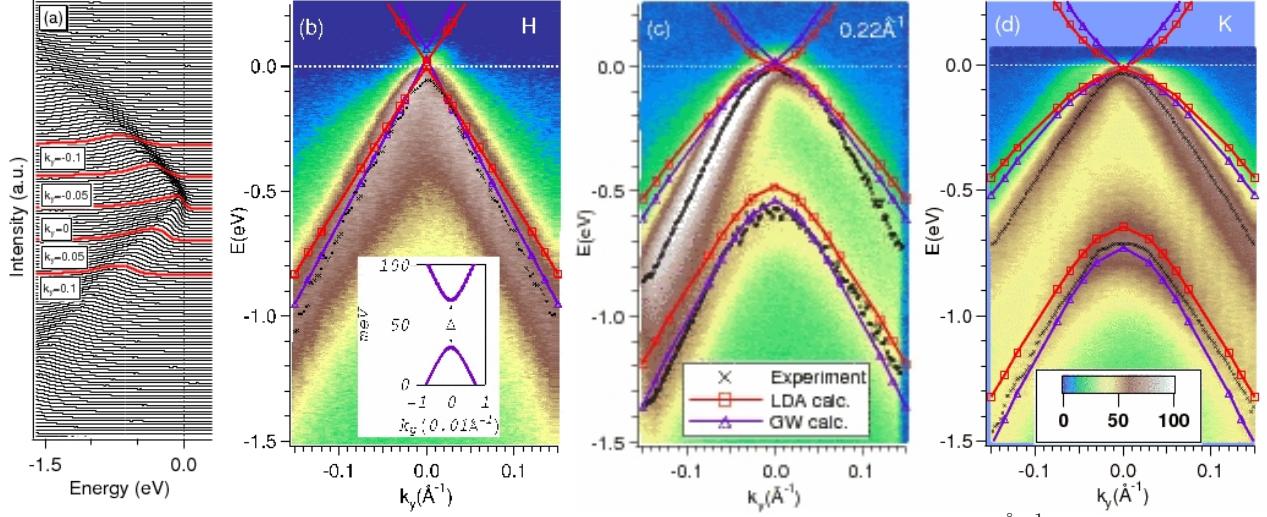 (a)
Intensity (a.u.)
k_y=-0.1
k_y=-0.05
k_y=0
k_y=0.05
k_y=0.1
-1.5 0.0
Energy (eV)
(b) H
E(eV)
0.0
-0.5
-1.0
-1.5
100
50
0
meV
Δ
-1 0 1
k_y(0.01Å⁻¹)
-0.1 0.0 0.1
k_y(Å⁻¹)
(c) 0.22Å⁻¹
E(eV)
0.0
-0.5
-1.0
-1.5
Experiment
LDA calc.
GW calc.
-0.1 0.0 0.1
k_y(Å⁻¹)
(d) K
E(eV)
0.0
-0.5
-1.0
-1.5
0 50 100
-0.1 0.0 0.1
k_y(Å⁻¹)